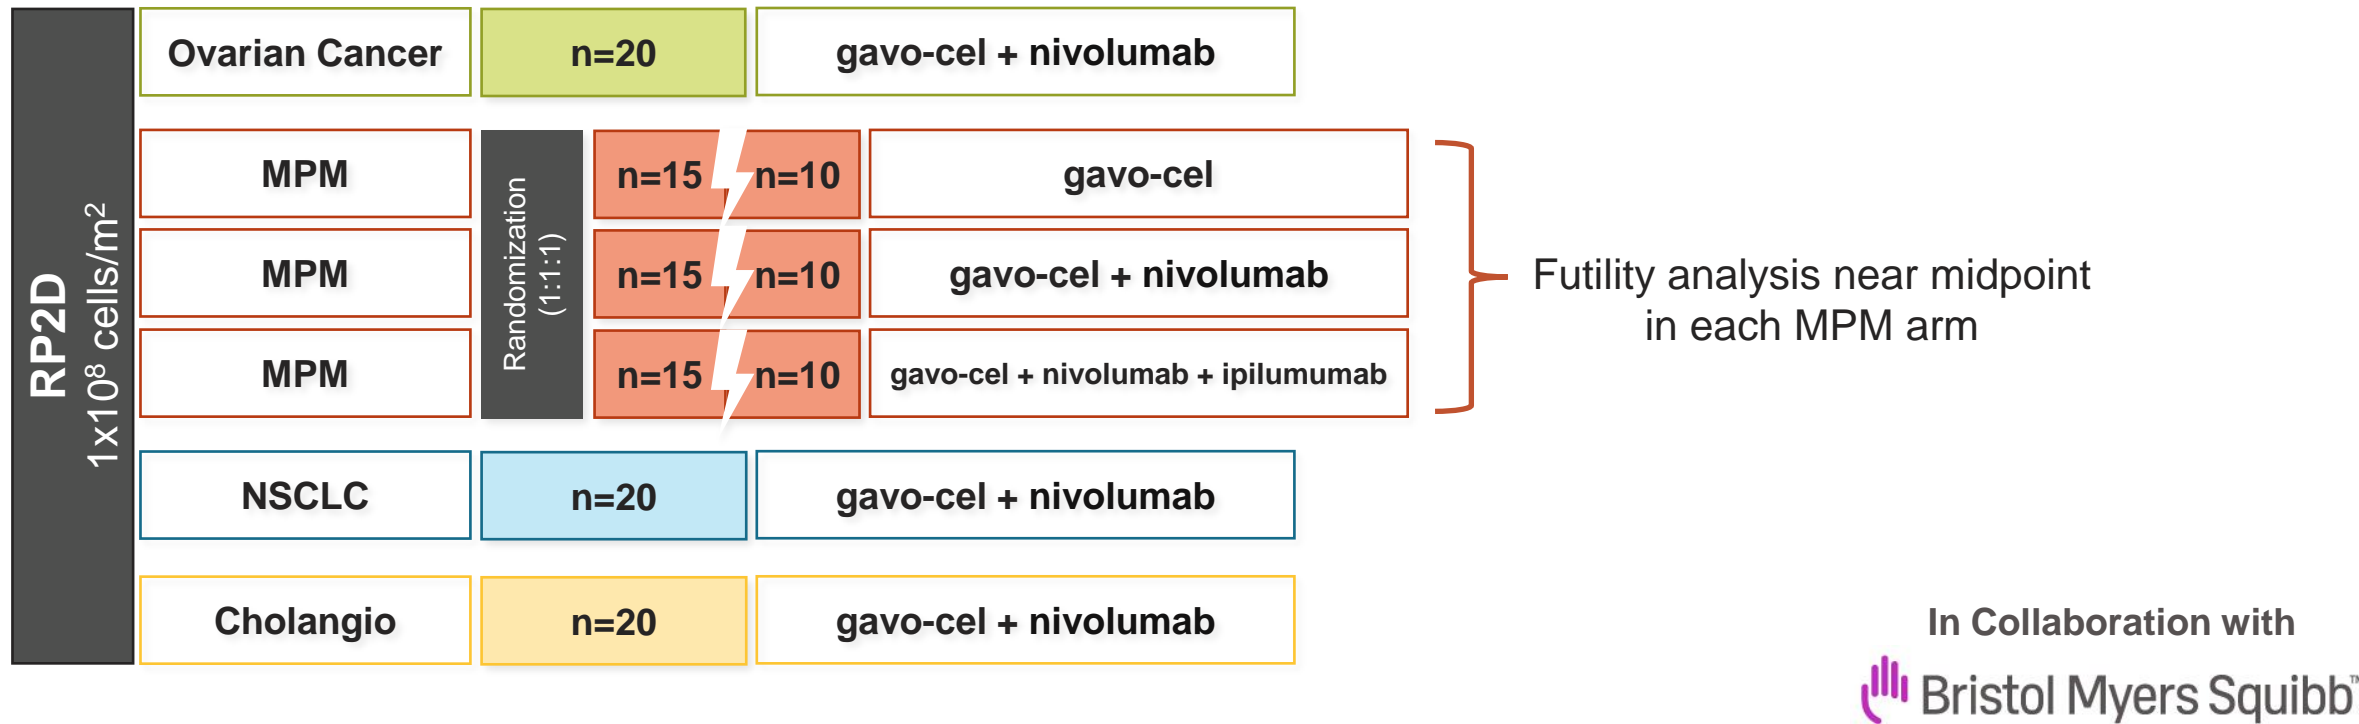 RP2D
1x10⁸ cells/m²
Ovarian Cancer
n=20
gavo-cel + nivolumab
MPM
MPM
MPM
Randomization
(1:1:1)
n=15 n=10
n=15 n=10
n=15 n=10
gavo-cel
gavo-cel + nivolumab
gavo-cel + nivolumab + ipilumumab
Futility analysis near midpoint
in each MPM arm
NSCLC
n=20
gavo-cel + nivolumab
Cholangio
n=20
gavo-cel + nivolumab
In Collaboration with
Bristol Myers Squibb™